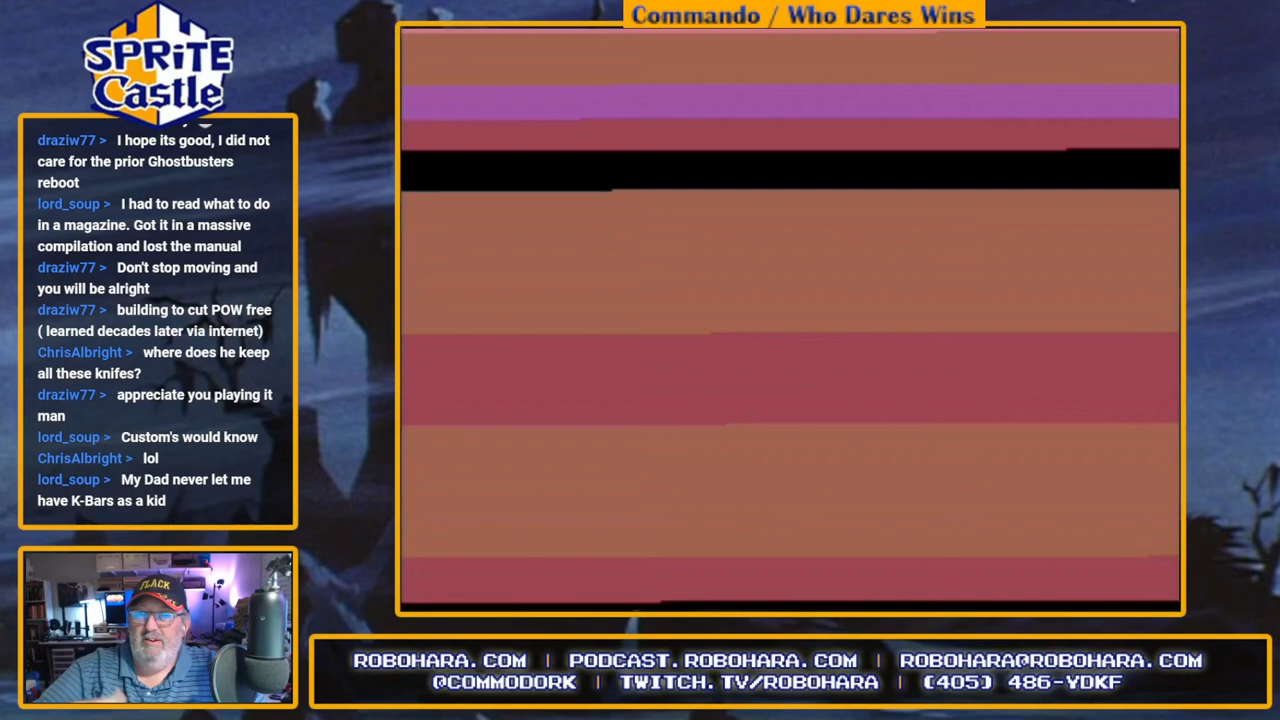 Commando / Who Dares Wins
SPRITE
Castle
draziw77 > I hope its good, I did not
care for the prior Ghostbusters
reboot
lord_soup > I had to read what to do
in a magazine. Got it in a massive
compilation and lost the manual
draziw77 > Don't stop moving and
you will be alright
draziw77 > building to cut POW free
( learned decades later via internet)
ChrisAlbright > where does he keep
all these knifes?
draziw77 > appreciate you playing it
man
lord_soup > Custom's would know
ChrisAlbright > lol
lord_soup > My Dad never let me
have K-Bars as a kid
FLACK
ROBOHARA.COM | PODCAST.ROBOHARA.COM | ROBOHARA@ROBOHARA.COM
@COMMODORK | TWITCH.TV/ROBOHARA | (405) 486-YDKF